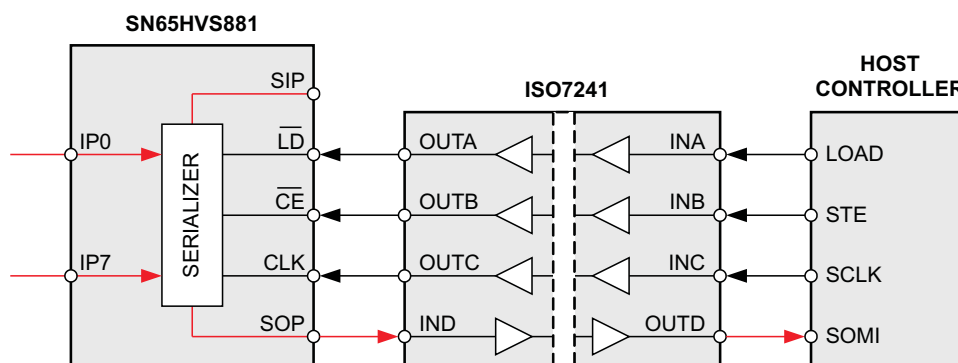 SN65HVS881
SIP
IP0
LD
CE
SERIALIZER
IP7
CLK
SOP
ISO7241
OUTA
INA
OUTB
INB
OUTC
INC
IND
OUTD
HOST
CONTROLLER
LOAD
STE
SCLK
SOMI